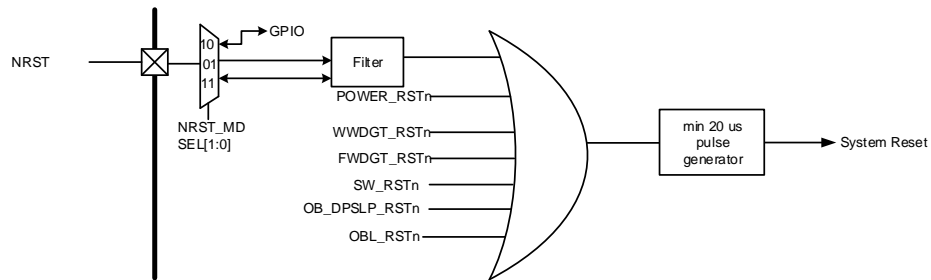 GPIO
10
NRST
01
Filter
11
POWER_RSTn
NRST_MD
SEL[1:0]
WWDGT_RSTn
min 20 us
pulse
generator
System Reset
FWDGT_RSTn
SW_RSTn
OB_DPSLP_RSTn
OBL_RSTn